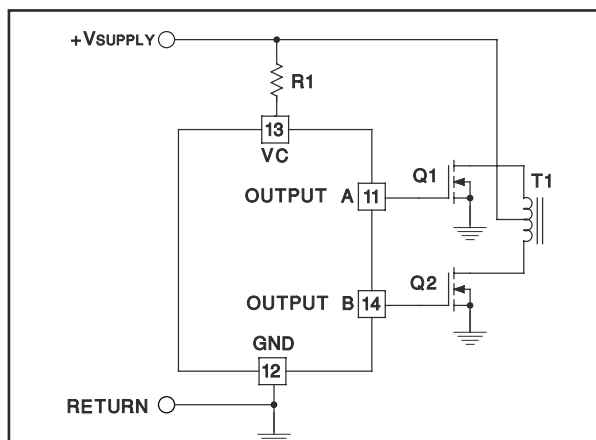 +VSUPPLY
R1
13
VC
Q1
T1
OUTPUT A 11
Q2
OUTPUT B 14
GND
12
RETURN